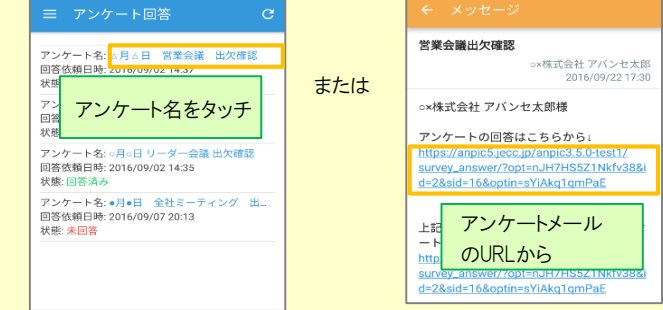 アンケート回答
アンケート名: △月△日 営業会議 出欠確認
回答依頼日時: 2016/09/02 14:37
状態
アンケート名をタッチ
アン
回答
状態
アンケート名: ○月○日 リーダー会議 出欠確認
回答依頼日時: 2016/09/02 14:35
状態: 回答済み
アンケート名: ●月●日 全社ミーティング 出...
回答依頼日時: 2016/09/07 20:13
状態: 未回答
または
メッセージ
営業会議出欠確認
○×株式会社 アバンセ太郎
2016/09/22 17:30
○×株式会社 アバンセ太郎様
アンケートの回答はこちらから↓
https://anpic5.jecc.jp/anpic3.5.0-test1/
survey_answer/?opt=nJH7HS5Z1Nkfv38&i
d=2&sid=16&optin=sYiAkq1qmPaE
アンケートメール
のURLから
上記
ート
http
survey_answer/?opt=nJH7HS5Z1Nkfv38&i
d=2&sid=16&optin=sYiAkq1qmPaE